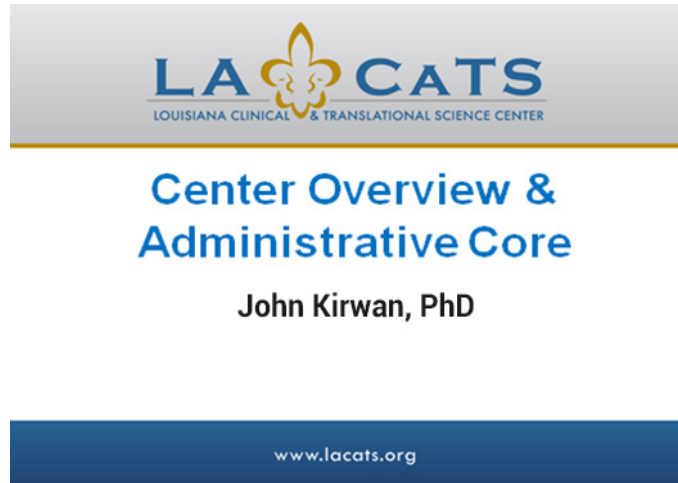 LA CATS
LOUISIANA CLINICAL & TRANSLATIONAL SCIENCE CENTER
Center Overview &
Administrative Core
John Kirwan, PhD
www.lacats.org